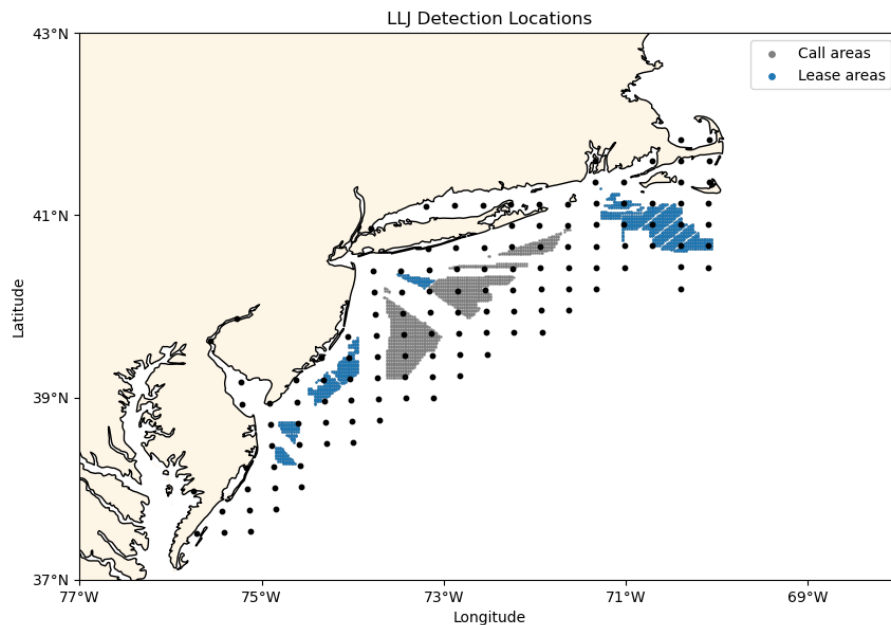 LLJ Detection Locations
43°N
Call areas
Lease areas
41°N
Latitude
39°N
37°N
77°W 75°W 73°W 71°W 69°W
Longitude